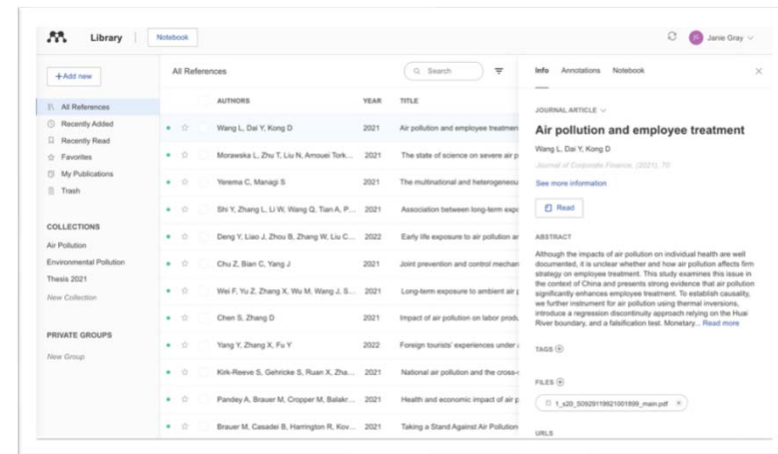 Library
Notebook
Janie Gray
+Add new
All References
Recently Added
Recently Read
Favorites
My Publications
Trash
COLLECTIONS
Air Pollution
Environmental Pollution
Thesis 2021
New Collection
PRIVATE GROUPS
New Group
All References
Search
AUTHORS YEAR TITLE
Wang L, Dai Y, Kong D 2021 Air pollution and employee treatmen
Morawska L, Zhu T, Liu N, Amouei Tork... 2021 The state of science on severe air p
Yerema C, Managi S 2021 The multinational and heterogeneou
Shi Y, Zhang L, Li W, Wang Q, Tian A, P... 2021 Association between long-term expo
Deng Y, Liao J, Zhou B, Zhang W, Liu C... 2022 Early life exposure to air pollution ar
Chu Z, Bian C, Yang J 2021 Joint prevention and control mechan
Wei F, Yu Z, Zhang X, Wu M, Wang J, S... 2021 Long-term exposure to ambient air p
Chen S, Zhang D 2021 Impact of air pollution on labor produ
Yang Y, Zhang X, Fu Y 2022 Foreign tourists' experiences under
Kirk-Reeve S, Gehricke S, Ruan X, Zha... 2021 National air pollution and the cross-
Pandey A, Brauer M, Cropper M, Balakr... 2021 Health and economic impact of air p
Brauer M, Casadei B, Harrington R, Kov... 2021 Taking a Stand Against Air Pollution
Info Annotations Notebook
JOURNAL ARTICLE
Air pollution and employee treatment
Wang L, Dai Y, Kong D
Journal of Corporate Finance, (2021), 70
See more information
Read
ABSTRACT
Although the impacts of air pollution on individual health are well
documented, it is unclear whether and how air pollution affects firm
strategy on employee treatment. This study examines this issue in
the context of China and presents strong evidence that air pollution
significantly enhances employee treatment. To establish causality,
we further instrument for air pollution using thermal inversions,
introduce a regression discontinuity approach relying on the Huai
River boundary, and a falsification test. Monetary... Read more
TAGS
FILES
URLS